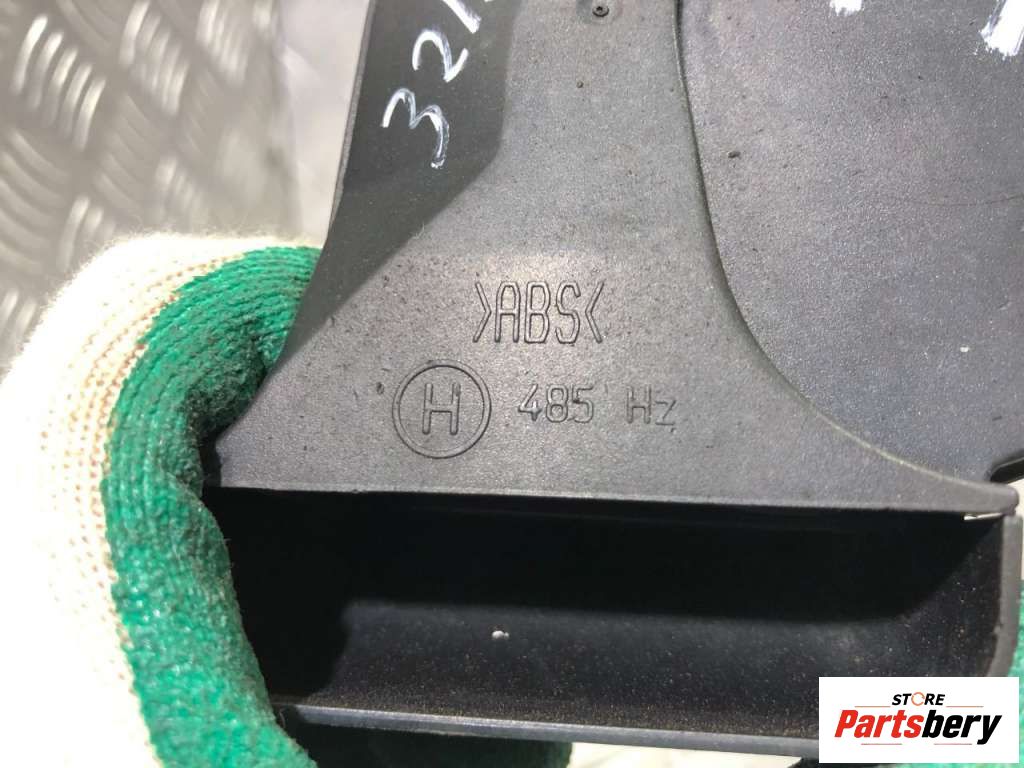 >ABS<
H 485 Hz
STORE
Partsbery